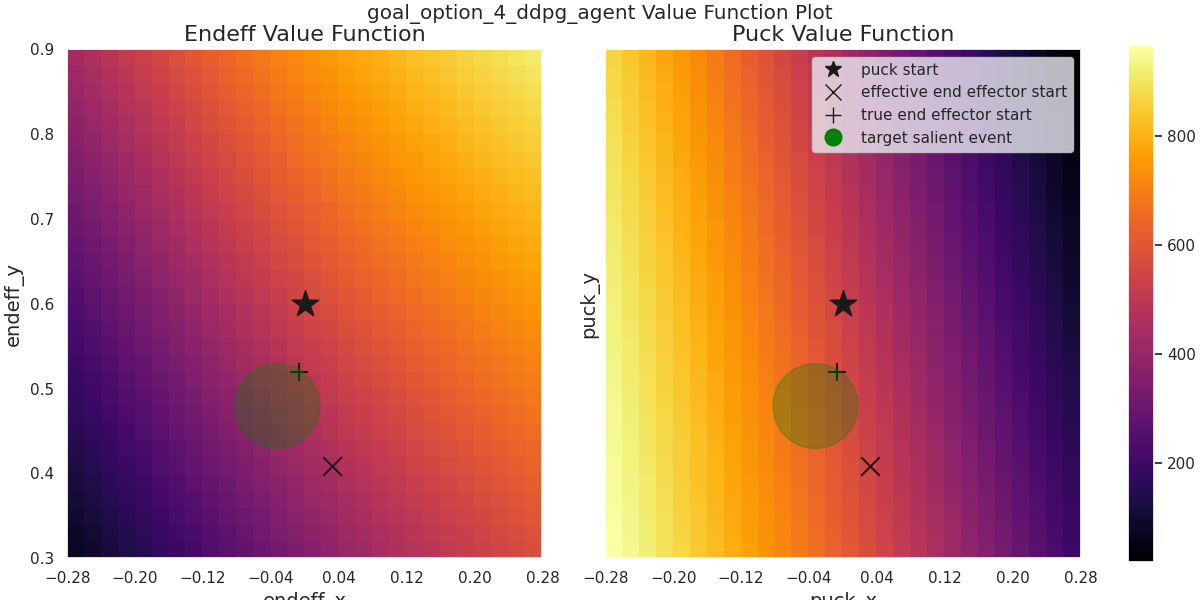 goal_option_4_ddpg_agent Value Function Plot
Endeff Value Function
Puck Value Function
0.9
0.8
0.7
0.6
0.5
0.4
0.3
endeff_y
−0.28 −0.20 −0.12 −0.04 0.04 0.12 0.20 0.28
endeff_x
puck_y
puck start
effective end effector start
true end effector start
target salient event
−0.28 −0.20 −0.12 −0.04 0.04 0.12 0.20 0.28
puck_x
800
600
400
200